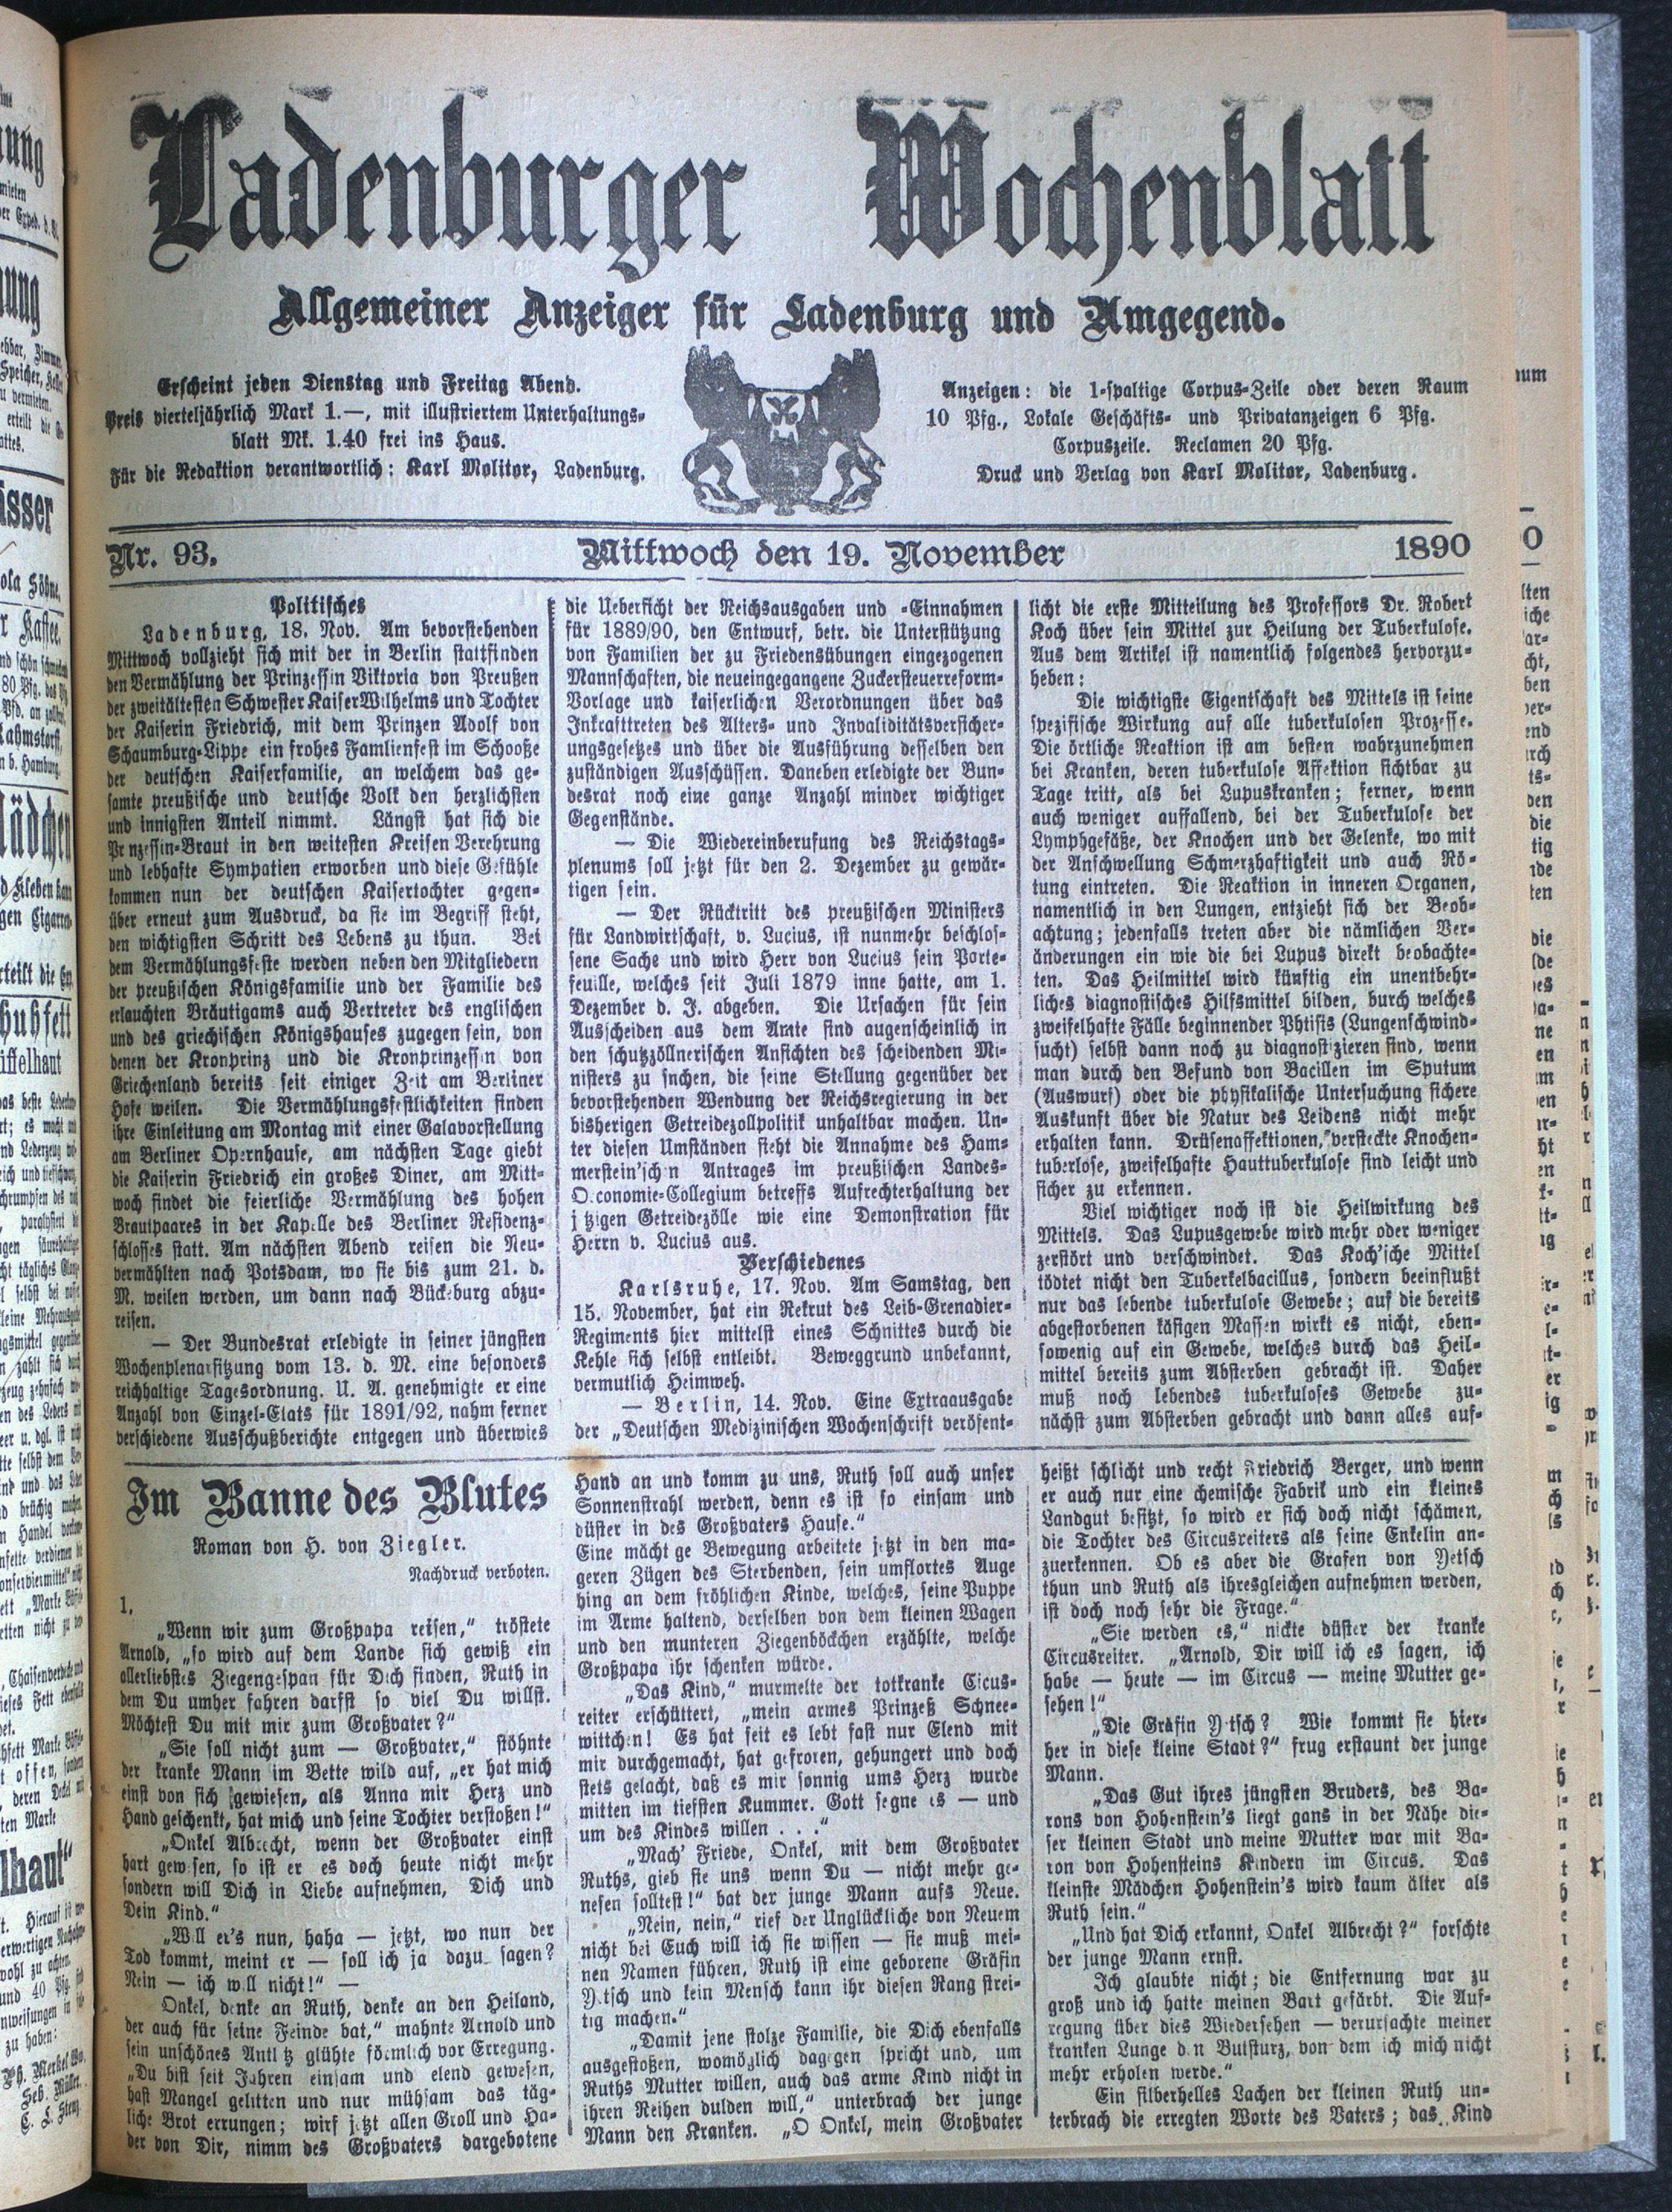 Ladenburger Wochenblatt
Allgemeiner Anzeiger für Ladenburg und Umgegend.
Erscheint jeden Dienstag und Freitag Abend.
Preis vierteljährlich Mark 1.—, mit illustriertem Unterhaltungs-
blatt Mk. 1.40 frei ins Haus.
Für die Redaktion verantwortlich: Karl Molitor, Ladenburg.
Anzeigen: die 1-spaltige Corpus-Zeile oder deren Raum
10 Pfg., Lokale Geschäfts- und Privatanzeigen 6 Pfg.
Corpuszeile. Reclamen 20 Pfg.
Druck und Verlag von Karl Molitor, Ladenburg.
Nr. 93. Mittwoch den 19. November 1890
Politisches
Ladenburg, 18. Nov. Am bevorstehenden
Mittwoch vollzieht sich mit der in Berlin stattfinden
den Vermählung der Prinzessin Viktoria von Preußen
der zweitältesten Schwester Kaiser Wilhelms und Tochter
der Kaiserin Friedrich, mit dem Prinzen Adolf von
Schaumburg-Lippe ein frohes Famlienfest im Schooße
der deutschen Kaiserfamilie, an welchem das ge-
samte preußische und deutsche Volk den herzlichsten
und innigsten Anteil nimmt. Längst hat sich die
Pr nzessin-Braut in den weitesten Kreisen Verehrung
und lebhafte Sympatien erworben und diese Gefühle
kommen nun der deutschen Kaisertochter gegen-
über erneut zum Ausdruck, da sie im Begriff steht,
den wichtigsten Schritt des Lebens zu thun. Bei
dem Vermählungsfeste werden neben den Mitgliedern
der preußischen Königsfamilie und der Familie des
erlauchten Bräutigams auch Vertreter des englischen
und des griechischen Königshauses zugegen sein, von
denen der Kronprinz und die Kronprinzessin von
Griechenland bereits seit einiger Zeit am Berliner
Hofe weilen. Die Vermählungsfestlichkeiten finden
ihre Einleitung am Montag mit einer Galavorstellung
am Berliner Opernhause, am nächsten Tage giebt
die Kaiserin Friedrich ein großes Diner, am Mitt-
woch findet die feierliche Vermählung des hohen
Brautpaares in der Kapelle des Berliner Residenz-
schlosses statt. Am nächsten Abend reisen die Neu-
vermählten nach Potsdam, wo sie bis zum 21. d.
M. weilen werden, um dann nach Bückeburg abzu-
reisen.
— Der Bundesrat erledigte in seiner jüngsten
Wochenplenarsitzung vom 13. d. M. eine besonders
reichhaltige Tagesordnung. U. A. genehmigte er eine
Anzahl von Einzel-Etats für 1891/92, nahm ferner
verschiedene Ausschußberichte entgegen und überwies
die Uebersicht der Reichsausgaben und -Einnahmen
für 1889/90, den Entwurf, betr. die Unterstützung
von Familien der zu Friedensübungen eingezogenen
Mannschaften, die neueingegangene Zuckersteuerreform-
Vorlage und kaiserlichen Verordnungen über das
Inkrafttreten des Alters- und Invaliditätsversicher-
ungsgesetzes und über die Ausführung desselben den
zuständigen Ausschüssen. Daneben erledigte der Bun-
desrat noch eine ganze Anzahl minder wichtiger
Gegenstände.
— Die Wiedereinberufung des Reichstags-
plenums soll jetzt für den 2. Dezember zu gewär-
tigen sein.
— Der Rücktritt des preußischen Ministers
für Landwirtschaft, v. Lucius, ist nunmehr beschlos-
sene Sache und wird Herr von Lucius sein Porte-
feuille, welches seit Juli 1879 inne hatte, am 1.
Dezember d. J. abgeben. Die Ursachen für sein
Ausscheiden aus dem Amte sind augenscheinlich in
den schutzzöllnerischen Ansichten des scheidenden Mi-
nisters zu snchen, die seine Stellung gegenüber der
bevorstehenden Wendung der Reichsregierung in der
bisherigen Getreidezollpolitik unhaltbar machen. Un-
ter diesen Umständen sieht die Annahme des Ham-
merstein'sch n Antrages im preußischen Landes-
O.conomie-Collegium betreffs Aufrechterhaltung der
j tzigen Getreidezölle wie eine Demonstration für
Herrn v. Lucius aus.
Verschiedenes
Karlsruhe, 17. Nov. Am Samstag, den
15. November, hat ein Rekrut des Leib-Grenadier-
Regiments hier mittelst eines Schnittes durch die
Kehle sich selbst entleibt. Beweggrund unbekannt,
vermutlich Heimweh.
— Berlin, 14. Nov. Eine Extraausgabe
der „Deutschen Medizinischen Wochenschrift veröfent-
licht die erste Mitteilung des Professors Dr. Robert
Koch über sein Mittel zur Heilung der Tuberkulose.
Aus dem Artikel ist namentlich folgendes hervorzu-
heben:
Die wichtigste Eigentschaft des Mittels ist seine
spezifische Wirkung auf alle tuberkulosen Prozesse.
Die örtliche Reaktion ist am besten wahrzunehmen
bei Kranken, deren tuberkulose Affektion sichtbar zu
Tage tritt, als bei Lupuskranken; ferner, wenn
auch weniger auffallend, bei der Tuberkulose der
Lymphgefäße, der Knochen und der Gelenke, wo mit
der Anschwellung Schmerzhaftigkeit und auch Rö-
tung eintreten. Die Reaktion in inneren Organen,
namentlich in den Lungen, entzieht sich der Beob-
achtung; jedenfalls treten aber die nämlichen Ver-
änderungen ein wie die bei Lupus direkt beobachte-
ten. Das Heilmittel wird künftig ein unentbehr-
liches diagnostisches Hilfsmittel bilden, burch welches
zweifelhafte Fälle beginnender Phtisis (Lungenschwind-
sucht) selbst dann noch zu diagnostizieren sind, wenn
man durch den Befund von Bacillen im Sputum
(Auswurf) oder die physikalische Untersuchung sichere
Auskunft über die Natur des Leidens nicht mehr
erhalten kann. Drüsenaffektionen, versteckte Knochen-
tuberlose, zweifelhafte Hauttuberkulose sind leicht und
sicher zu erkennen.
Viel wichtiger noch ist die Heilwirkung des
Mittels. Das Lupusgewebe wird mehr oder weniger
zerstört und verschwindet. Das Koch'sche Mittel
tödtet nicht den Tuberkelbacillus, sondern beeinflußt
nur das lebende tuberkulose Gewebe; auf die bereits
abgestorbenen käsigen Massen wirkt es nicht, eben-
sowenig auf ein Gewebe, welches durch das Heil-
mittel bereits zum Absterben gebracht ist. Daher
muß noch lebendes tuberkuloses Gewebe zu-
nächst zum Absterben gebracht und dann alles auf-
Im Banne des Blutes
Roman von H. von Ziegler.
Nachdruck verboten.
1.
„Wenn wir zum Großpapa reisen,“ tröstete
Arnold, „so wird auf dem Lande sich gewiß ein
allerliebstes Ziegengespan für Dich finden, Ruth in
dem Du umher fahren darfst so viel Du willst.
Möchtest Du mit mir zum Großvater?“
„Sie soll nicht zum — Großvater,“ stöhnte
der kranke Mann im Bette wild auf, „er hat mich
einst von sich gewiesen, als Anna mir Herz und
Hand geschenkt, hat mich und seine Tochter verstoßen!“
„Onkel Albrecht, wenn der Großvater einst
hart gewesen, so ist er es doch heute nicht mehr
sondern will Dich in Liebe aufnehmen, Dich und
Dein Kind.“
„Will er's nun, haha — jetzt, wo nun der
Tod kommt, meint er — soll ich ja dazu sagen?
Nein — ich will nicht!“ —
Onkel, denke an Ruth, denke an den Heiland,
der auch für seine Feinde bat,“ mahnte Arnold und
sein unschönes Antl tz glühte förmlich vor Erregung.
„Du bist seit Jahren einsam und elend gewesen,
hast Mangel gelitten und nur mühsam das täg-
liche Brot errungen; wirf jetzt allen Groll und Ha-
der von Dir, nimm des Großvaters dargebotene
Hand an und komm zu uns, Ruth soll auch unser
Sonnenstrahl werden, denn es ist so einsam und
düster in des Großvaters Hause.“
Eine mächt ge Bewegung arbeitete jetzt in den ma-
geren Zügen des Sterbenden, sein umflortes Auge
hing an dem fröhlichen Kinde, welches, seine Puppe
im Arme haltend, derselben von dem kleinen Wagen
und den munteren Ziegenböckchen erzählte, welche
Großpapa ihr schenken würde.
„Das Kind,“ murmelte der totkranke Cicus-
reiter erschüttert, „mein armes Prinzeß Schnee-
wittchen! Es hat seit es lebt fast nur Elend mit
mir durchgemacht, hat gefroren, gehungert und doch
stets gelacht, daß es mir sonnig ums Herz wurde
mitten im tiefsten Kummer. Gott segne es — und
um des Kindes willen . . .“
„Mach' Friede, Onkel, mit dem Großvater
Ruths, gieb sie uns wenn Du — nicht mehr ge-
nesen solltest!“ bat der junge Mann aufs Neue.
„Nein, nein,“ rief der Unglückliche von Neuem
nicht bei Euch will ich sie wissen — sie muß mei-
nen Namen führen, Ruth ist eine geborene Gräfin
Y.tsch und kein Mensch kann ihr diesen Rang strei-
tig machen.“
„Damit jene stolze Familie, die Dich ebenfalls
ausgestoßen, womöglich dagegen spricht und, um
Ruths Mutter willen, auch das arme Kind nicht in
ihren Reihen dulden will,“ unterbrach der junge
Mann den Kranken. „O Onkel, mein Großvater
heißt schlicht und recht Friedrich Berger, und wenn
er auch nur eine chemische Fabrik und ein kleines
Landgut besitzt, so wird er sich doch nicht schämen,
die Tochter des Circusreiters als seine Enkelin an-
zuerkennen. Ob es aber die Grafen von Yetsch
thun und Ruth als ihresgleichen aufnehmen werden,
ist doch noch sehr die Frage.“
„Sie werden es,“ nickte düster der kranke
Circusreiter. „Arnold, Dir will ich es sagen, ich
habe — heute — im Circus — meine Mutter ge-
sehen!“
„Die Gräfin Y-tsch? Wie kommt sie hier-
her in diese kleine Stadt?“ frug erstaunt der junge
Mann.
„Das Gut ihres jüngsten Bruders, des Ba-
rons von Hohenstein's liegt gans in der Nähe die-
ser kleinen Stadt und meine Mutter war mit Ba-
ron von Hohensteins Kindern im Circus. Das
kleinste Mädchen Hohenstein's wird kaum älter als
Ruth sein.“
„Und hat Dich erkannt, Onkel Albrecht?“ forschte
der junge Mann ernst.
Ich glaubte nicht; die Entfernung war zu
groß und ich hatte meinen Bart gefärbt. Die Auf-
regung über dies Wiedersehen — verursachte meiner
kranken Lunge d.n Butsturz, von dem ich mich nicht
mehr erholen werde.“
Ein silberhelles Lachen der kleinen Ruth un-
terbrach die erregten Worte des Vaters; das Kind